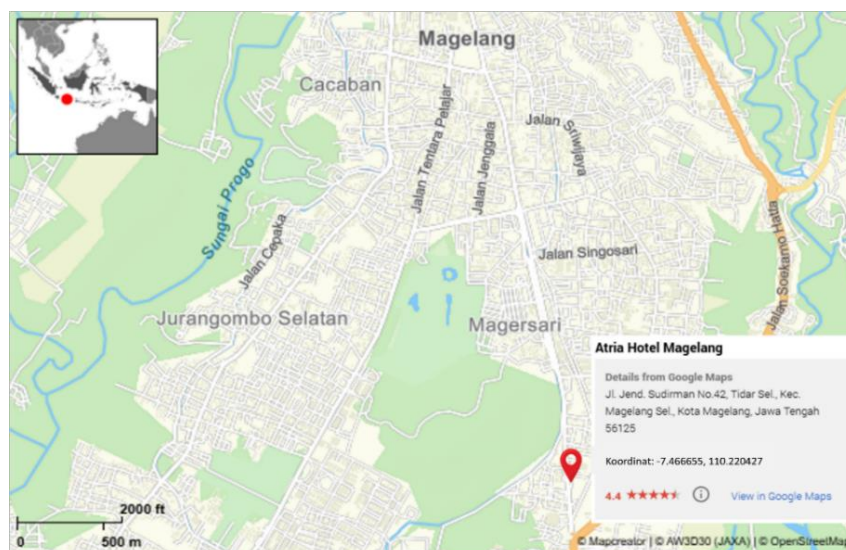 Magelang
Cacaban
Jalan Tentara Pelajar
Jalan Jenggala
Jalan Sriwijaya
Sungai Progo
Jalan Cepaka
Jalan Singosari
Jalan Soekarno Hatta
Jurangombo Selatan
Magersari
Atria Hotel Magelang
Details from Google Maps
Jl. Jend. Sudirman No.42, Tidar Sel., Kec.
Magelang Sel., Kota Magelang, Jawa Tengah
56125
Koordinat: -7.466655, 110.220427
4.4 ★★★★★ View in Google Maps
2000 ft
0 500 m
© Mapcreator | © AW3D30 (JAXA) | © OpenStreetMap